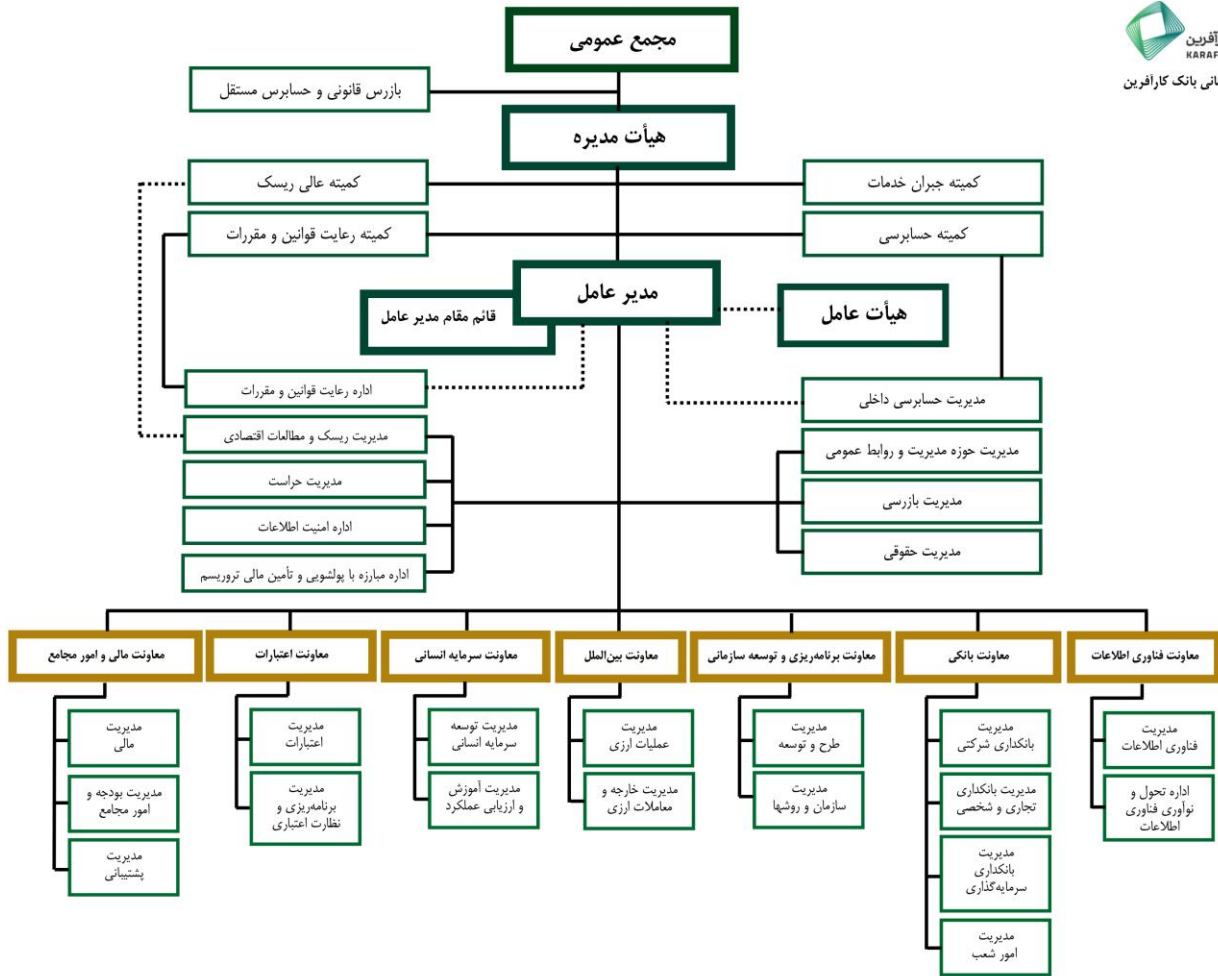 مجمع عمومی
بازرس قانونی و حسابرس مستقل
هیأت مدیره
کمیته جبران خدمات
کمیته عالی ریسک
کمیته حسابرسی
کمیته رعایت قوانین و مقررات
مدیر عامل
هیأت عامل
قائم مقام مدیر عامل
مدیریت حسابرسی داخلی
اداره رعایت قوانین و مقررات
مدیریت حوزه مدیریت و روابط عمومی
مدیریت ریسک و مطالعات اقتصادی
مدیریت بازرسی
مدیریت حراست
مدیریت حقوقی
اداره امنیت اطلاعات
اداره مبارزه با پولشویی و تأمین مالی تروریسم
معاونت فناوری اطلاعات
مدیریت
فناوری اطلاعات
اداره تحول و
نوآوری فناوری
اطلاعات
معاونت بانکی
مدیریت
بانکداری شرکتی
مدیریت بانکداری
تجاری و شخصی
مدیریت
بانکداری
سرمایه‌گذاری
مدیریت
امور شعب
معاونت برنامه‌ریزی و توسعه سازمانی
مدیریت
طرح و توسعه
مدیریت
سازمان و روشها
معاونت بین‌الملل
مدیریت
عملیات ارزی
مدیریت خارجه و
معاملات ارزی
معاونت سرمایه انسانی
مدیریت توسعه
سرمایه انسانی
مدیریت آموزش
و ارزیابی عملکرد
معاونت اعتبارات
مدیریت
اعتبارات
مدیریت
برنامه‌ریزی و
نظارت اعتباری
معاونت مالی و امور مجامع
مدیریت
مالی
مدیریت بودجه و
امور مجامع
مدیریت
پشتیبانی
بانک کارآفرین